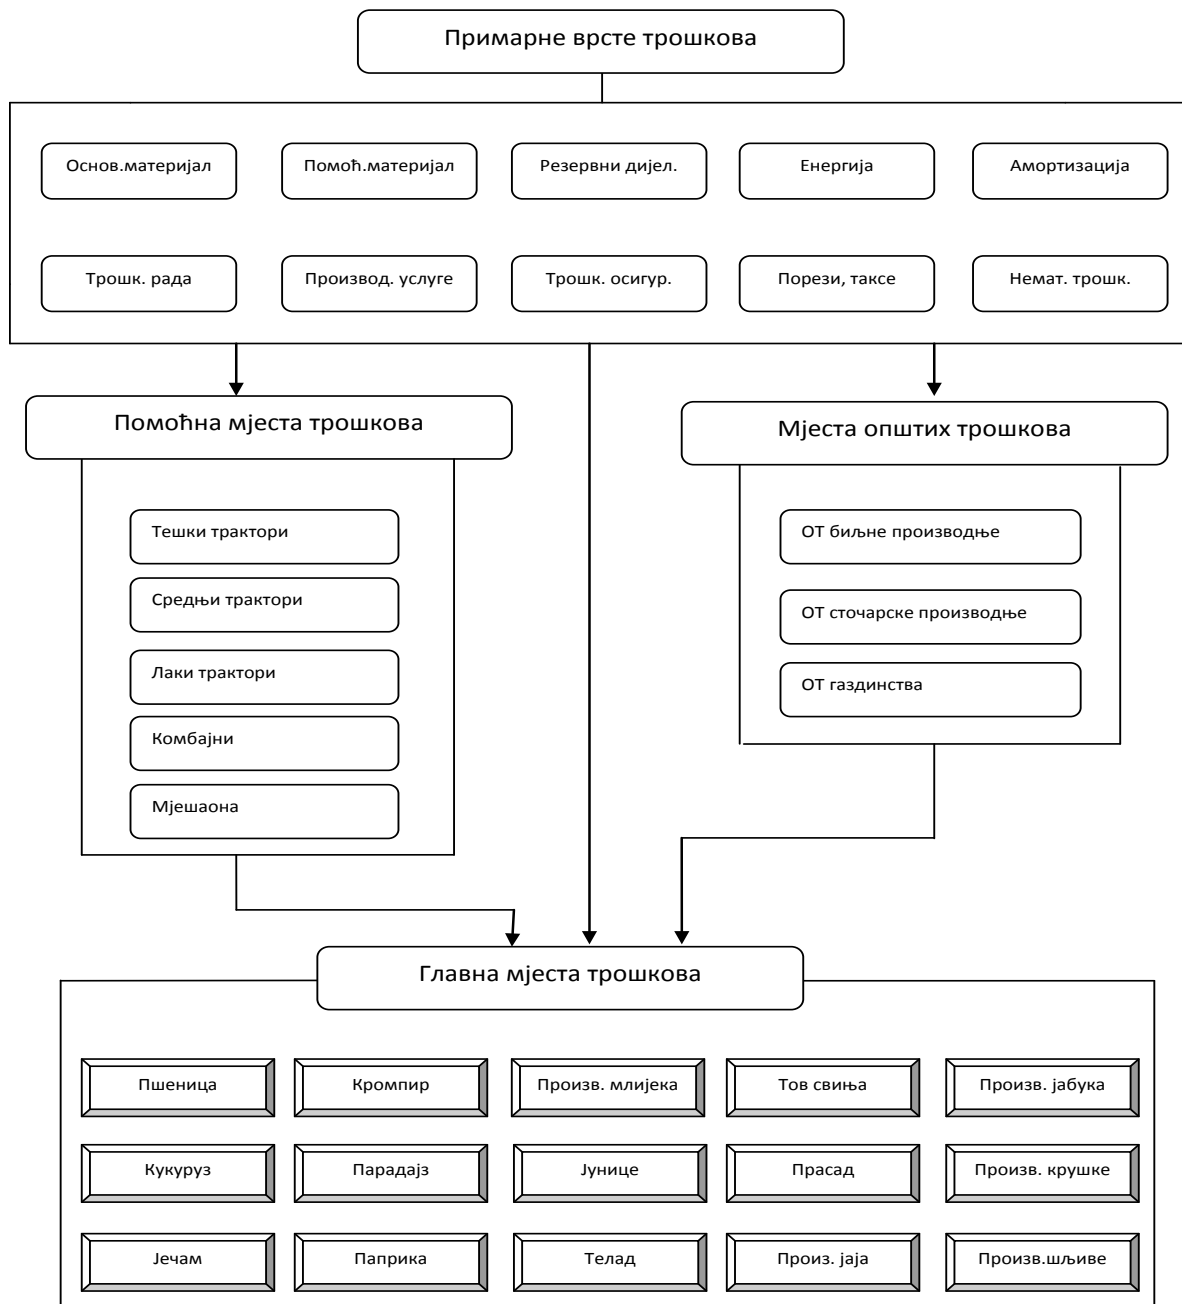 Примарне врсте трошкова
Основ.материјал
Помоћ.материјал
Резервни дијел.
Енергија
Амортизација
Трошк. рада
Производ. услуге
Трошк. осигур.
Порези, таксе
Немат. трошк.
Помоћна мјеста трошкова
Тешки трактори
Средњи трактори
Лаки трактори
Комбајни
Мјешаона
Мјеста општих трошкова
ОТ биљне производње
ОТ сточарске производње
ОТ газдинства
Главна мјеста трошкова
Пшеница
Кромпир
Произв. млијека
Тов свиња
Произв. јабука
Кукуруз
Парадајз
Јунице
Прасад
Произв. крушке
Јечам
Паприка
Телад
Произ. јаја
Произв.шљиве